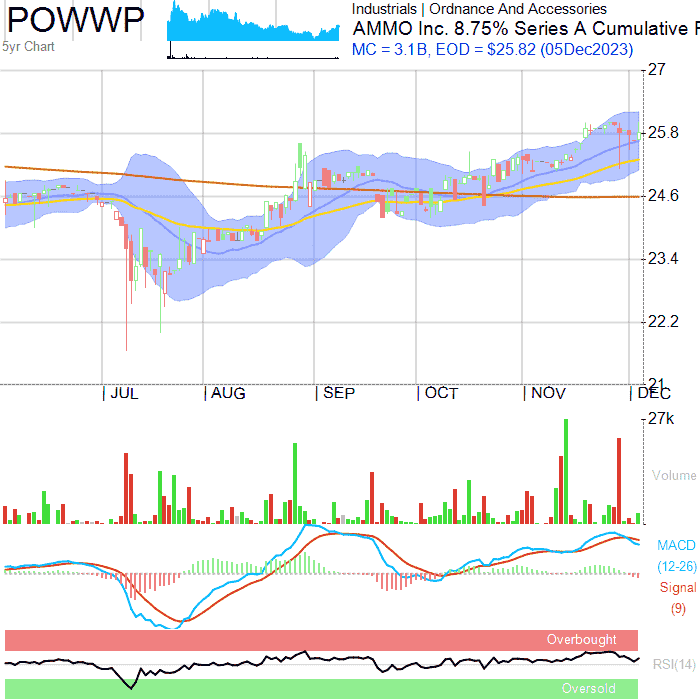 POWWP
5yr Chart
Industrials | Ordnance And Accessories
AMMO Inc. 8.75% Series A Cumulative
MC = 3.1B, EOD = $25.82 (05Dec2023)
27
25.8
24.6
23.4
22.2
21
JUL AUG SEP OCT NOV DEC
27k
Volume
MACD
(12-26)
Signal
(9)
Overbought
RSI(14)
Oversold